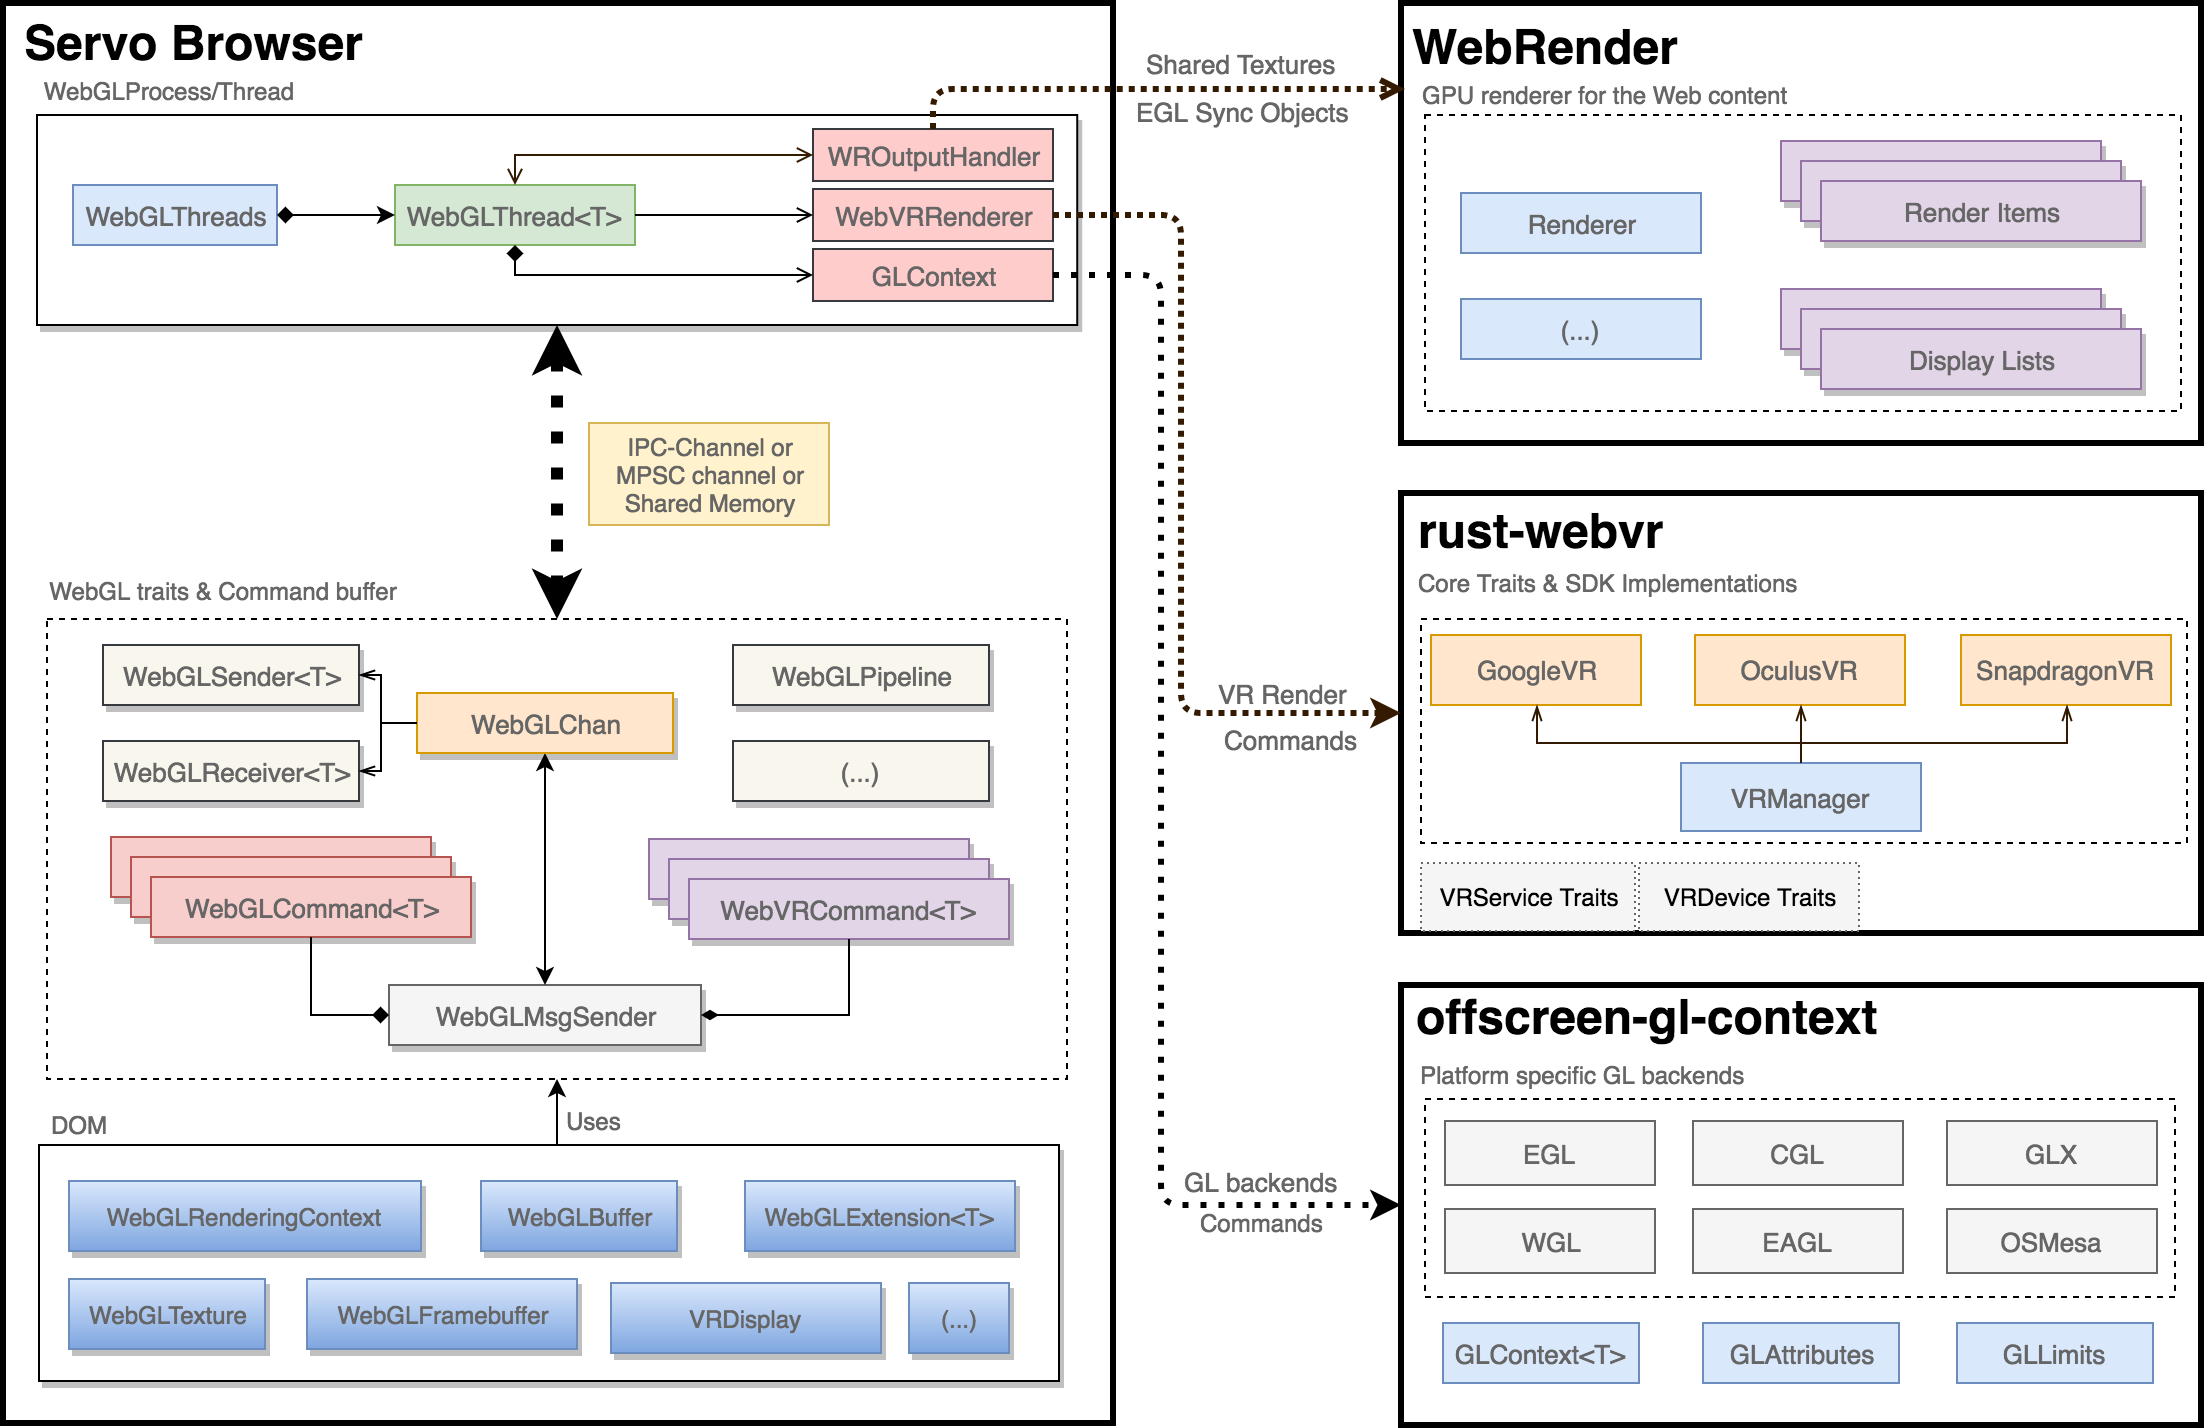 Servo Browser
WebGLProcess/Thread
WebGLThreads
WebGLThread<T>
WROutputHandler
WebVRRenderer
GLContext
IPC-Channel or
MPSC channel or
Shared Memory
WebGL traits & Command buffer
WebGLSender<T>
WebGLReceiver<T>
WebGLChan
WebGLPipeline
(...)
WebGLCommand<T>
WebVRCommand<T>
WebGLMsgSender
Uses
DOM
WebGLRenderingContext
WebGLBuffer
WebGLExtension<T>
WebGLTexture
WebGLFramebuffer
VRDisplay
(...)
Shared Textures
EGL Sync Objects
VR Render
Commands
GL backends
Commands
WebRender
GPU renderer for the Web content
Renderer
(...)
Render Items
Display Lists
rust-webvr
Core Traits & SDK Implementations
GoogleVR
OculusVR
SnapdragonVR
VRManager
VRService Traits
VRDevice Traits
offscreen-gl-context
Platform specific GL backends
EGL
CGL
GLX
WGL
EAGL
OSMesa
GLContext<T>
GLAttributes
GLLimits